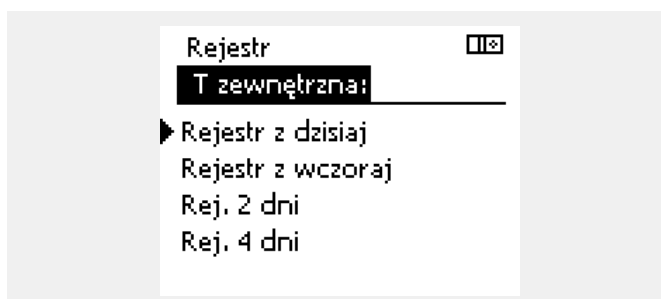 Rejestr
T zewnętrzna:
Rejestr z dzisiaj
Rejestr z wczoraj
Rej. 2 dni
Rej. 4 dni